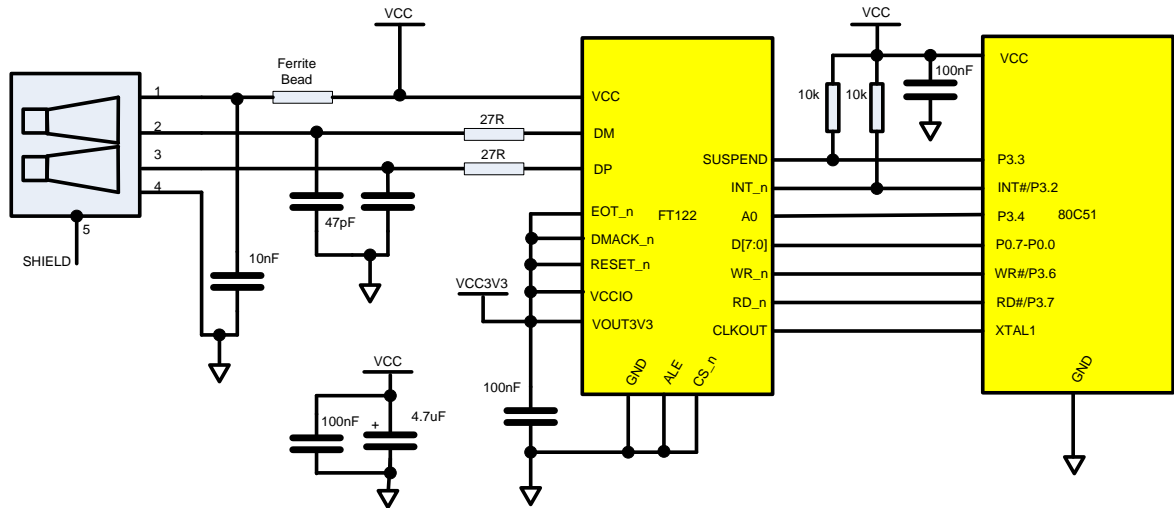 VCC
VCC
Ferrite
Bead
1
VCC
100nF
10k
10k
VCC
2
27R
DM
3
27R
DP
SUSPEND
P3.3
4
INT_n
INT#/P3.2
47pF
EOT_n
FT122
A0
P3.4
80C51
5
DMACK_n
D[7:0]
P0.7-P0.0
SHIELD
10nF
RESET_n
WR_n
WR#/P3.6
VCC3V3
VCCIO
RD_n
RD#/P3.7
VOUT3V3
CLKOUT
XTAL1
VCC
GND
ALE
CS_n
GND
100nF
100nF
+
4.7uF